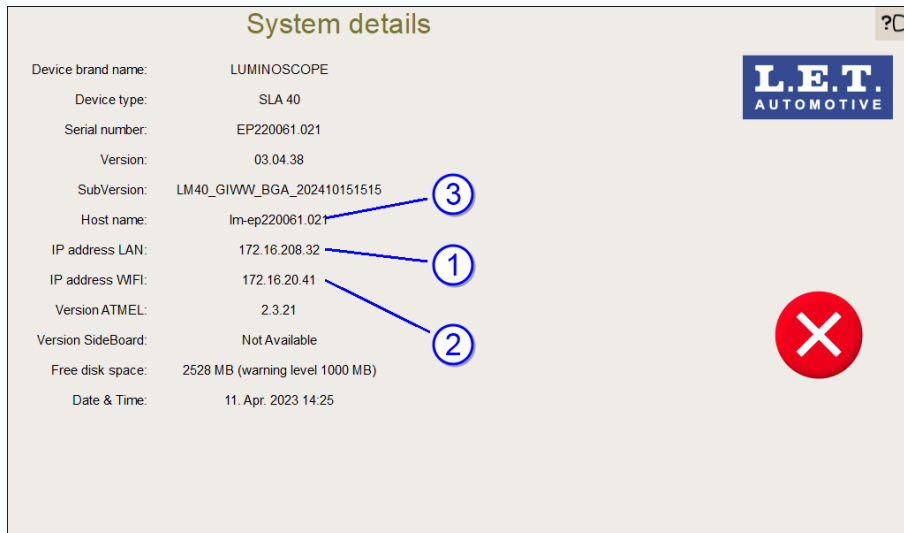 System details
?
L.E.T.
AUTOMOTIVE
Device brand name: LUMINOSCOPE
Device type: SLA 40
Serial number: EP220061.021
Version: 03.04.38
SubVersion: LM40_GIWW_BGA_202410151515
Host name: lm-ep220061.021
IP address LAN: 172.16.208.32
IP address WIFI: 172.16.20.41
Version ATMEL: 2.3.21
Version SideBoard: Not Available
Free disk space: 2528 MB (warning level 1000 MB)
Date & Time: 11. Apr. 2023 14:25
3
1
2